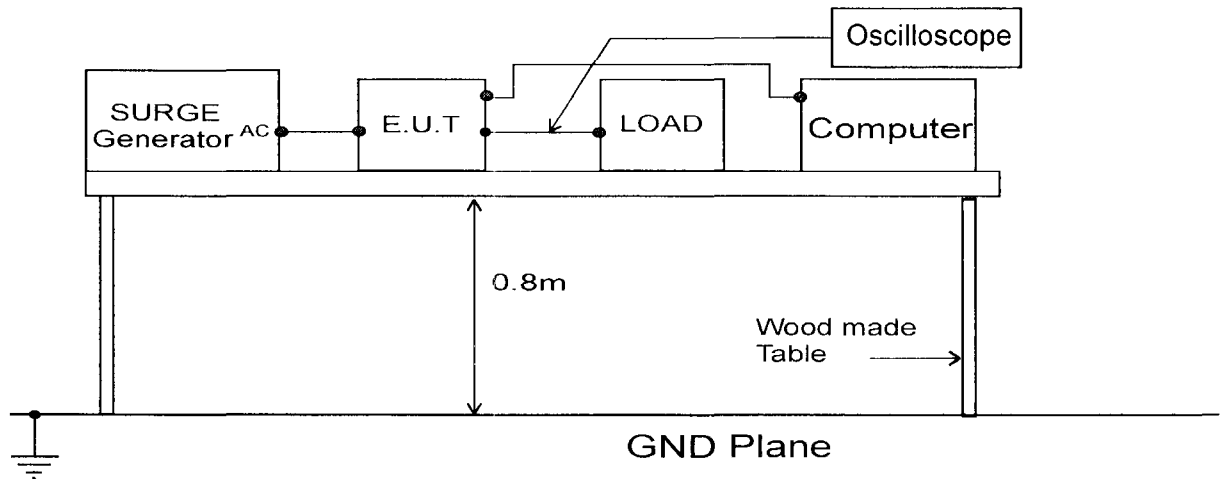 Oscilloscope
SURGE
Generator AC
E.U.T
LOAD
Computer
0.8m
Wood made
Table
GND Plane